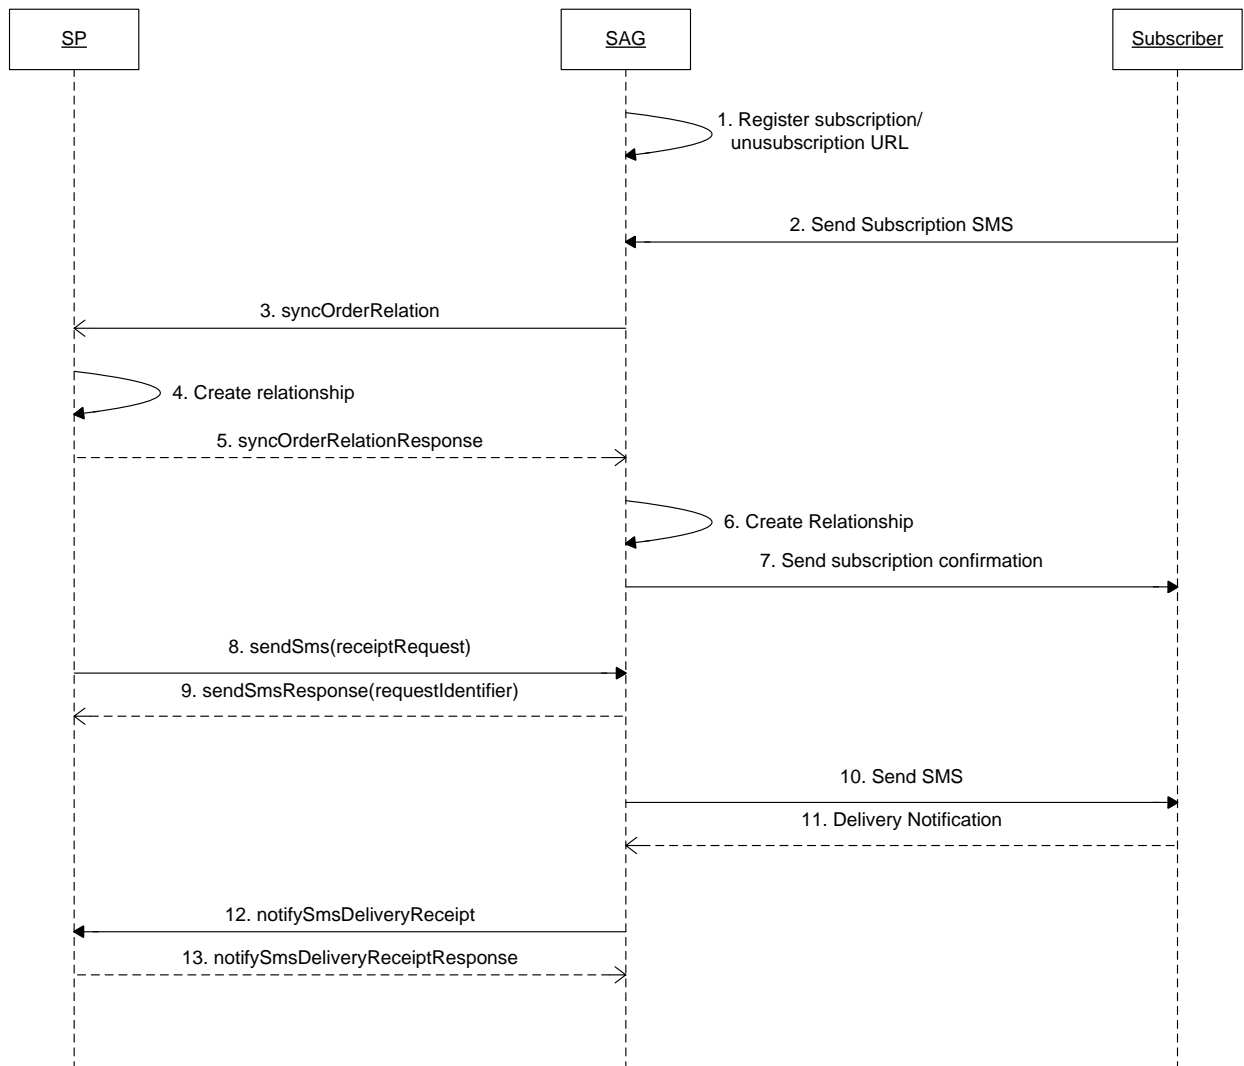 SP
SAG
Subscriber
1. Register subscription/
unusubscription URL
2. Send Subscription SMS
3. syncOrderRelation
4. Create relationship
5. syncOrderRelationResponse
6. Create Relationship
7. Send subscription confirmation
8. sendSms(receiptRequest)
9. sendSmsResponse(requestIdentifier)
10. Send SMS
11. Delivery Notification
12. notifySmsDeliveryReceipt
13. notifySmsDeliveryReceiptResponse